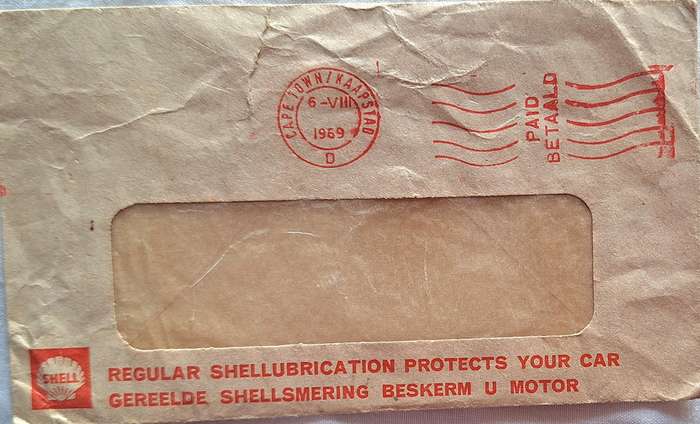 CAPE TOWN/KAAPSTAD
6-VIII
1969
D
PAID
BETAALD
SHELL
REGULAR SHELLUBRICATION PROTECTS YOUR CAR
GEREELDE SHELLSMERING BESKERM U MOTOR